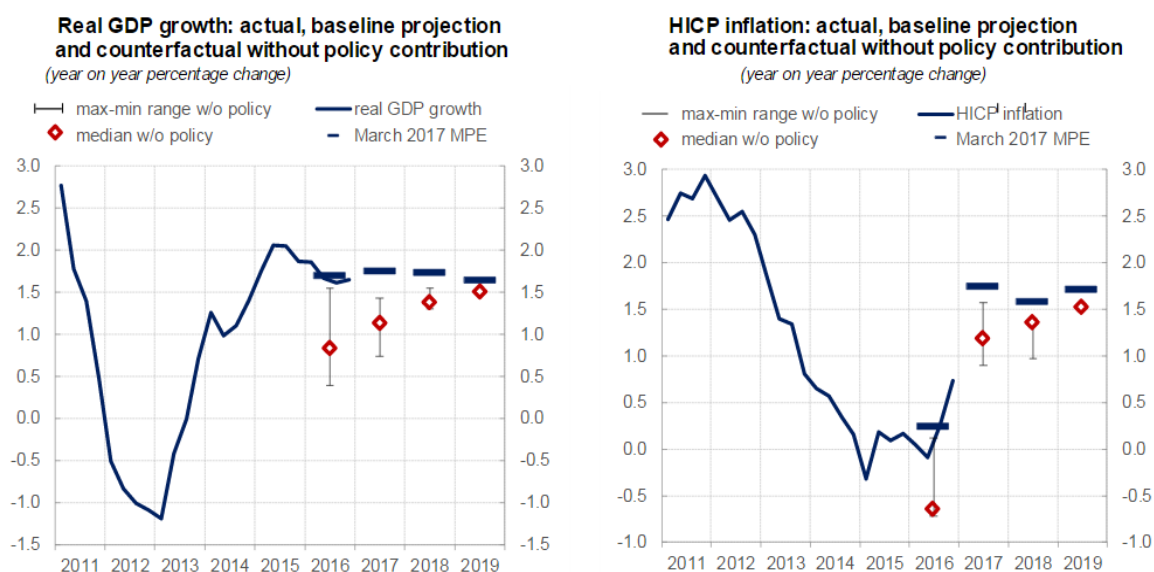 Real GDP growth: actual, baseline projection
and counterfactual without policy contribution
(year on year percentage change)
max-min range w/o policy
real GDP growth
median w/o policy
March 2017 MPE
3.0 3.0
2.5 2.5
2.0 2.0
1.5 1.5
1.0 1.0
0.5 0.5
0.0 0.0
-0.5 -0.5
-1.0 -1.0
-1.5 -1.5
2011 2012 2013 2014 2015 2016 2017 2018 2019
HICP inflation: actual, baseline projection
and counterfactual without policy contribution
(year on year percentage change)
max-min range w/o policy
HICP inflation
median w/o policy
March 2017 MPE
3.0 3.0
2.5 2.5
2.0 2.0
1.5 1.5
1.0 1.0
0.5 0.5
0.0 0.0
-0.5 -0.5
-1.0 -1.0
2011 2012 2013 2014 2015 2016 2017 2018 2019